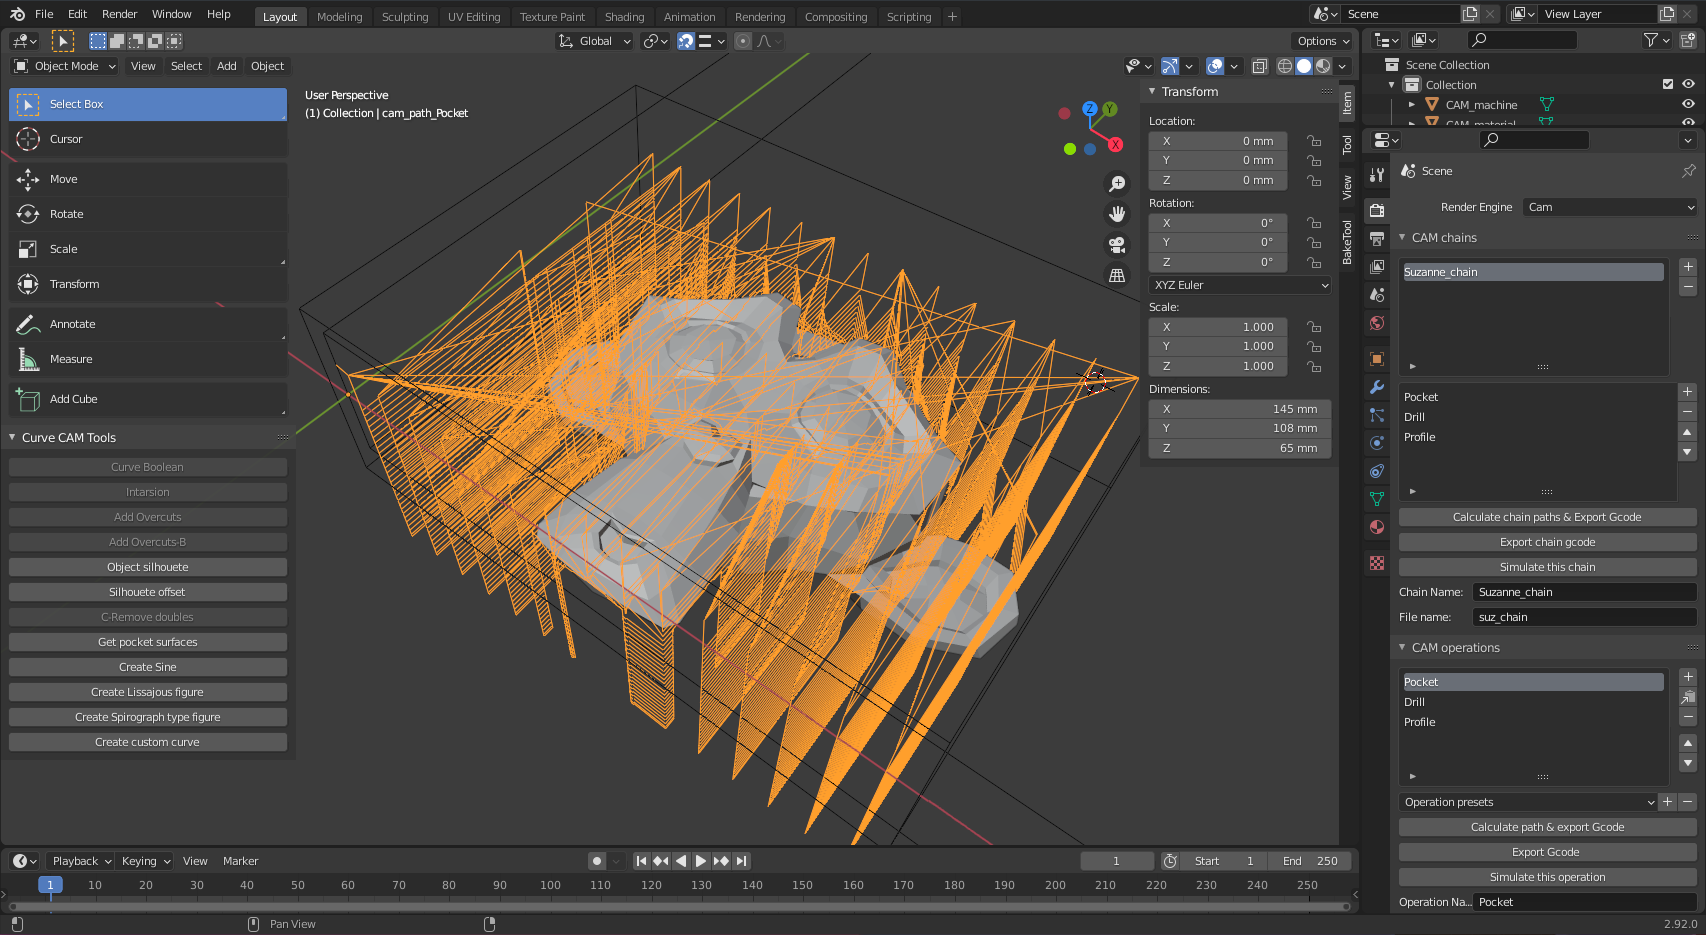 File Edit Render Window Help Layout Modeling Sculpting UV Editing Texture Paint Shading Animation Rendering Compositing Scripting + Scene View Layer
Global Options
Object Mode View Select Add Object
Select Box
Cursor
Move
Rotate
Scale
Transform
Annotate
Measure
Add Cube
Curve CAM Tools
Curve Boolean
Intarsion
Add Overcuts
Add Overcuts-B
Object silhouete
Silhouete offset
C-Remove doubles
Get pocket surfaces
Create Sine
Create Lissajous figure
Create Spirograph type figure
Create custom curve
User Perspective
(1) Collection | cam_path_Pocket
Z
Y
X
Transform
Location:
X 0 mm
Y 0 mm
Z 0 mm
Rotation:
X 0°
Y 0°
Z 0°
XYZ Euler
Scale:
X 1.000
Y 1.000
Z 1.000
Dimensions:
X 145 mm
Y 108 mm
Z 65 mm
Item
Tool
View
BakeTool
Scene Collection
Collection
CAM_machine
CAM_material
Scene
Render Engine Cam
CAM chains
Suzanne_chain
Pocket
Drill
Profile
Calculate chain paths & Export Gcode
Export chain gcode
Simulate this chain
Chain Name: Suzanne_chain
File name: suz_chain
CAM operations
Pocket
Drill
Profile
Operation presets
Calculate path & export Gcode
Export Gcode
Simulate this operation
Operation Na... Pocket
Playback Keying View Marker 1 Start 1 End 250
1 10 20 30 40 50 60 70 80 90 100 110 120 130 140 150 160 170 180 190 200 210 220 230 240 250
Pan View 2.92.0